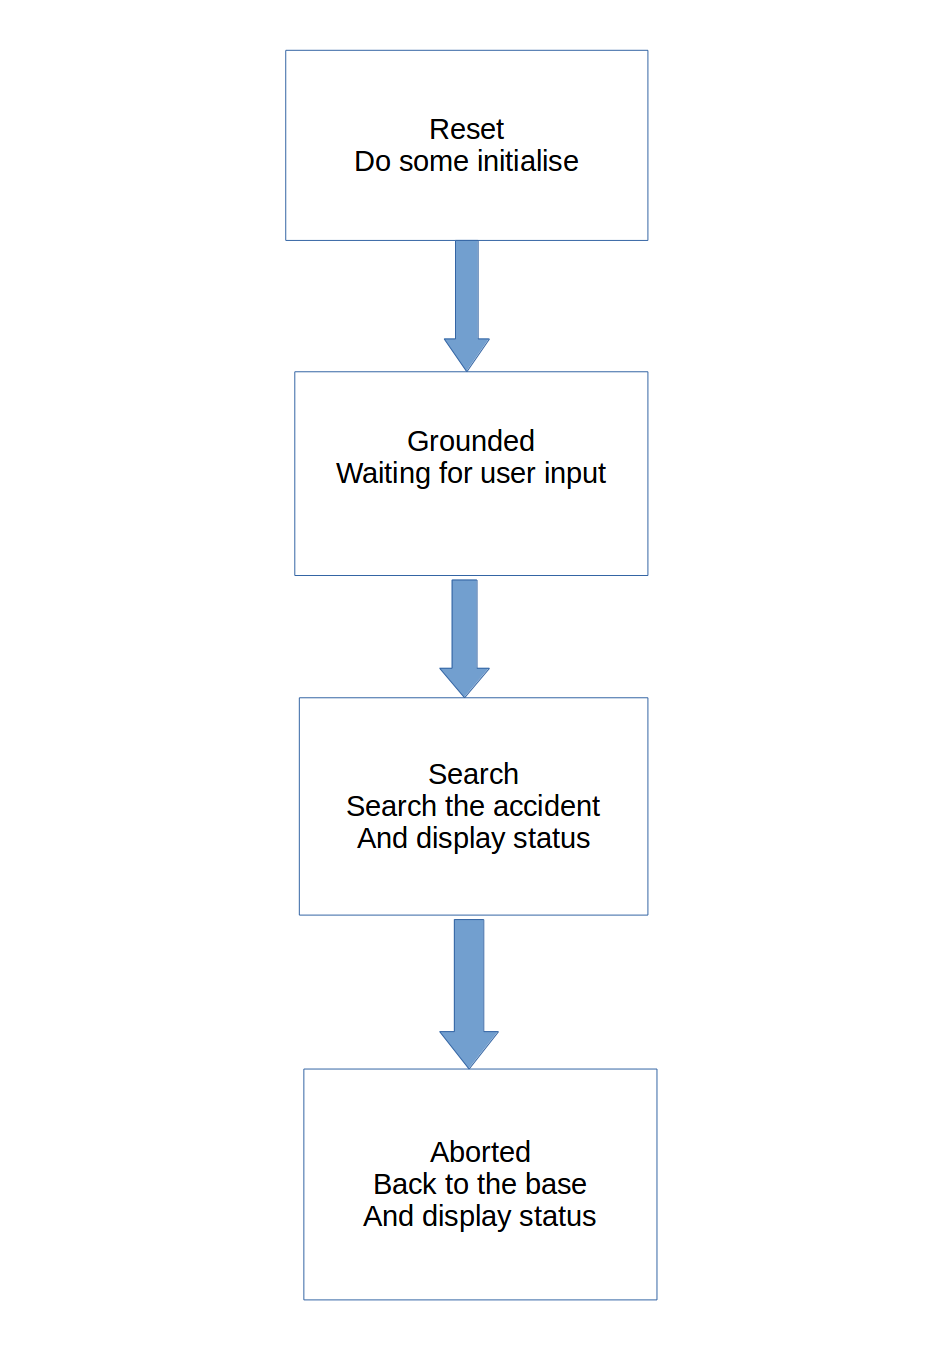 Reset
Do some initialise
Grounded
Waiting for user input
Search
Search the accident
And display status
Aborted
Back to the base
And display status